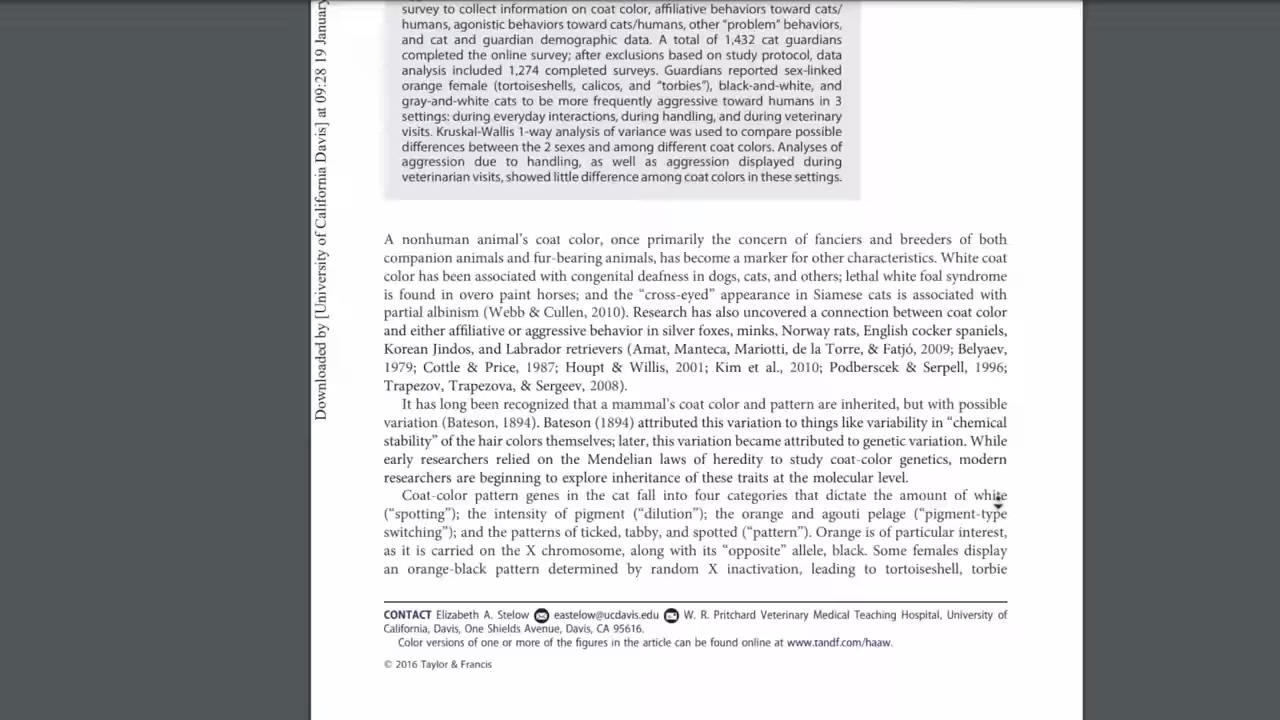 Downloaded by [University of California Davis] at 09:28 19 January
survey to collect information on coat color, affiliative behaviors toward cats/
humans, agonistic behaviors toward cats/humans, other “problem” behaviors,
and cat and guardian demographic data. A total of 1,432 cat guardians
completed the online survey; after exclusions based on study protocol, data
analysis included 1,274 completed surveys. Guardians reported sex-linked
orange female (tortoiseshells, calicos, and “torbies”), black-and-white, and
gray-and-white cats to be more frequently aggressive toward humans in 3
settings: during everyday interactions, during handling, and during veterinary
visits. Kruskal-Wallis 1-way analysis of variance was used to compare possible
differences between the 2 sexes and among different coat colors. Analyses of
aggression due to handling, as well as aggression displayed during
veterinarian visits, showed little difference among coat colors in these settings.
A nonhuman animal’s coat color, once primarily the concern of fanciers and breeders of both
companion animals and fur-bearing animals, has become a marker for other characteristics. White coat
color has been associated with congenital deafness in dogs, cats, and others; lethal white foal syndrome
is found in overo paint horses; and the “cross-eyed” appearance in Siamese cats is associated with
partial albinism (Webb & Cullen, 2010). Research has also uncovered a connection between coat color
and either affiliative or aggressive behavior in silver foxes, minks, Norway rats, English cocker spaniels,
Korean Jindos, and Labrador retrievers (Amat, Manteca, Mariotti, de la Torre, & Fatjó, 2009; Belyaev,
1979; Cottle & Price, 1987; Houpt & Willis, 2001; Kim et al., 2010; Podberscek & Serpell, 1996;
Trapezov, Trapezova, & Sergeev, 2008).
It has long been recognized that a mammal’s coat color and pattern are inherited, but with possible
variation (Bateson, 1894). Bateson (1894) attributed this variation to things like variability in “chemical
stability” of the hair colors themselves; later, this variation became attributed to genetic variation. While
early researchers relied on the Mendelian laws of heredity to study coat-color genetics, modern
researchers are beginning to explore inheritance of these traits at the molecular level.
Coat-color pattern genes in the cat fall into four categories that dictate the amount of white
(“spotting”); the intensity of pigment (“dilution”); the orange and agouti pelage (“pigment-type
switching”); and the patterns of ticked, tabby, and spotted (“pattern”). Orange is of particular interest,
as it is carried on the X chromosome, along with its “opposite” allele, black. Some females display
an orange-black pattern determined by random X inactivation, leading to tortoiseshell, torbie
CONTACT Elizabeth A. Stelow eastelow@ucdavis.edu W. R. Pritchard Veterinary Medical Teaching Hospital, University of
California, Davis, One Shields Avenue, Davis, CA 95616.
Color versions of one or more of the figures in the article can be found online at www.tandf.com/haaw.
© 2016 Taylor & Francis